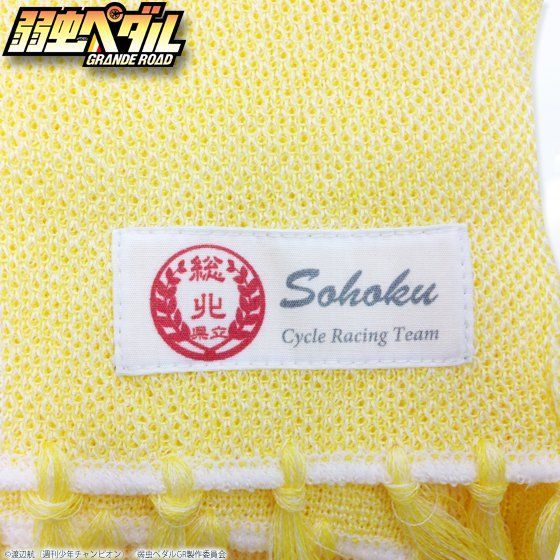 弱虫ペダル
GRANDE ROAD
総
北
県立
Sohoku
Cycle Racing Team
©渡辺航(週刊少年チャンピオン) 弱虫ペダルGR製作委員会